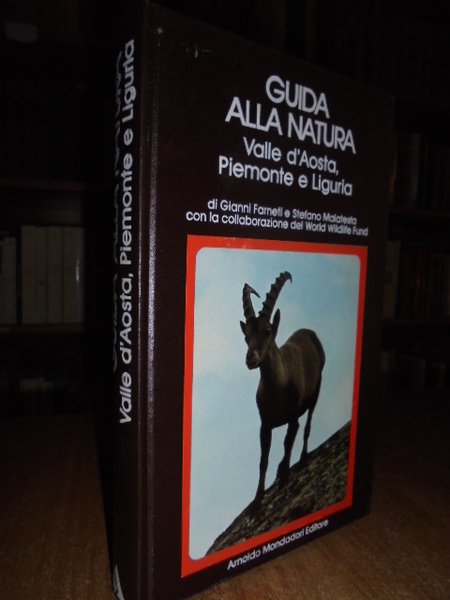 GUIDA
ALLA NATURA
Valle d'Aosta,
Piemonte e Liguria
di Gianni Farneti e Stefano Malatesta
con la collaborazione del World Wildlife Fund
Arnoldo Mondadori Editore
Valle d'Aosta, Piemonte e Liguria